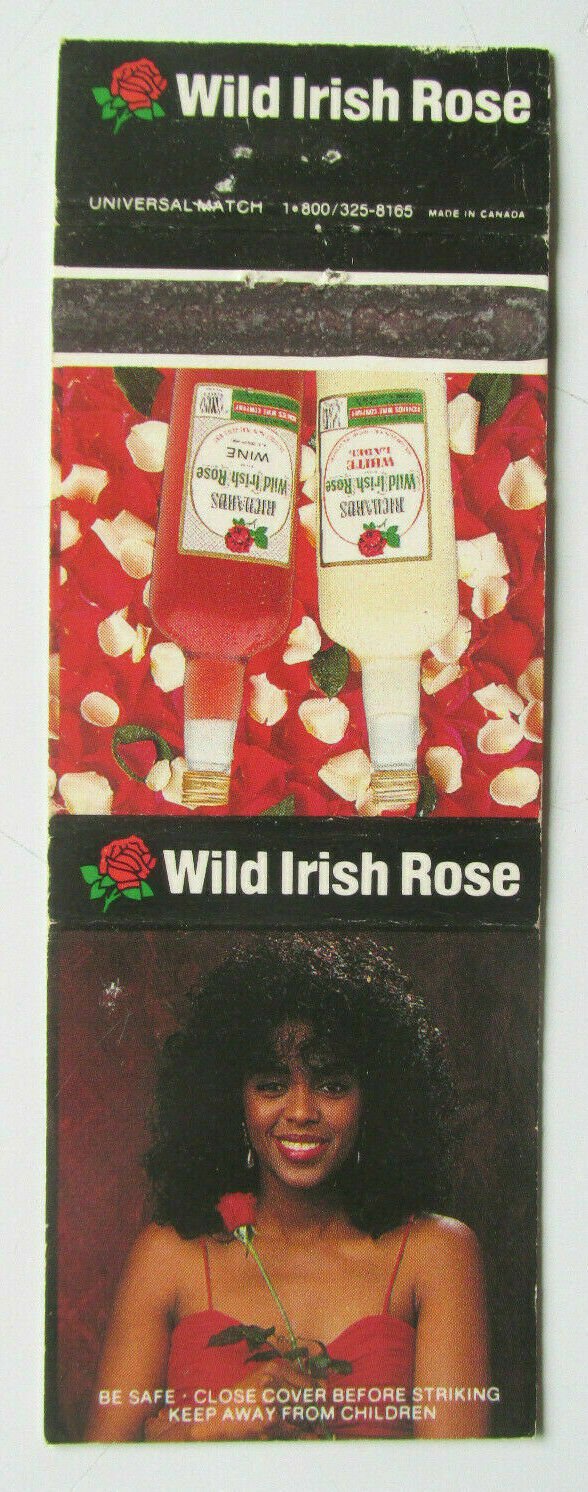 Wild Irish Rose
UNIVERSAL MATCH 1•800/325-8165 MADE IN CANADA
RICHARDS
Wild Irish Rose
WINE
RICHARDS
Wild Irish Rose
WHITE
LABEL
Wild Irish Rose
BE SAFE · CLOSE COVER BEFORE STRIKING
KEEP AWAY FROM CHILDREN